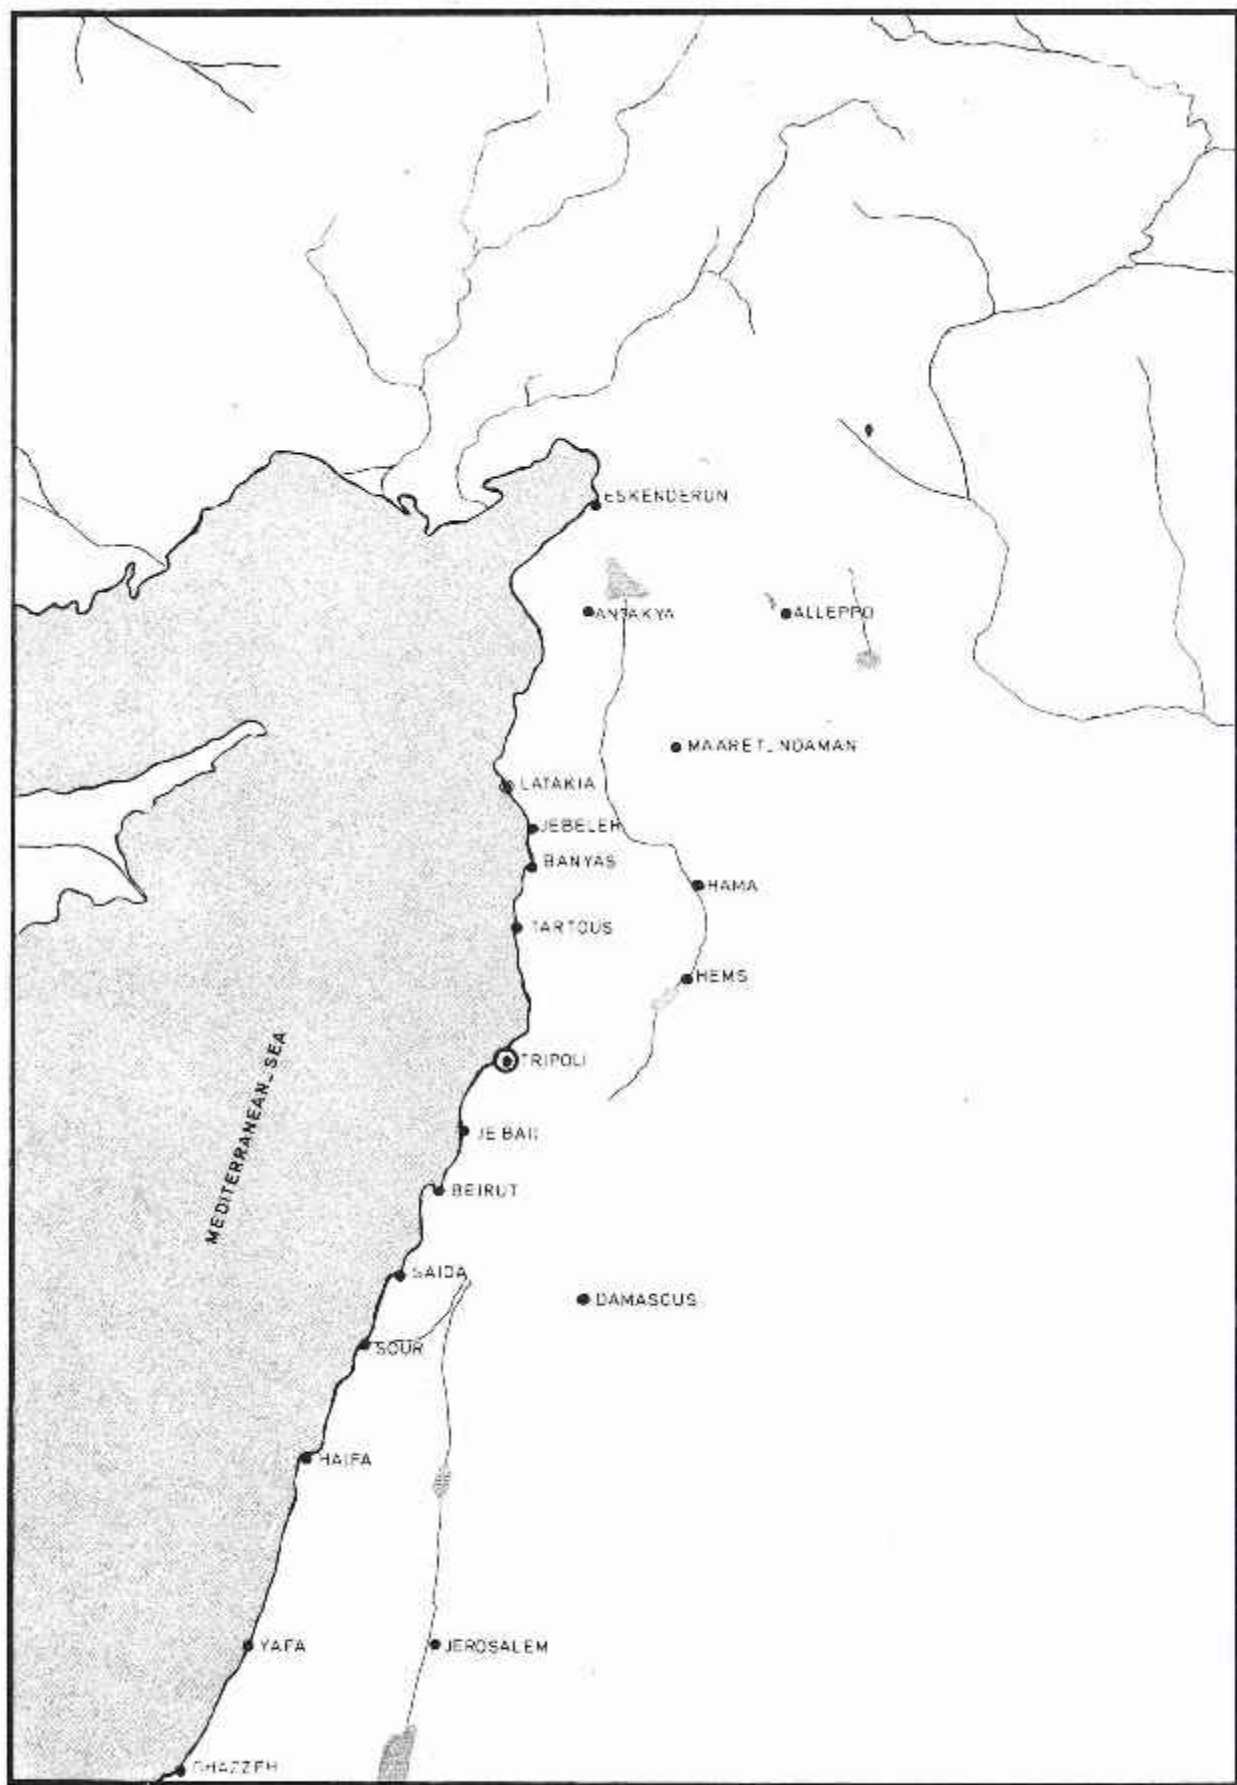 ESKENDERUN
ANTAKYA
ALLEPPO
MAARET_NOAMAN
LATAKIA
JEBELEH
BANYAS
HAMA
TARTOUS
HEMS
MEDITERRANEAN_SEA
TRIPOLI
BEIRUT
SAIDA
DAMASCUS
SOUR
HAIFA
YAFA
JEROSALEM
GHAZZEH